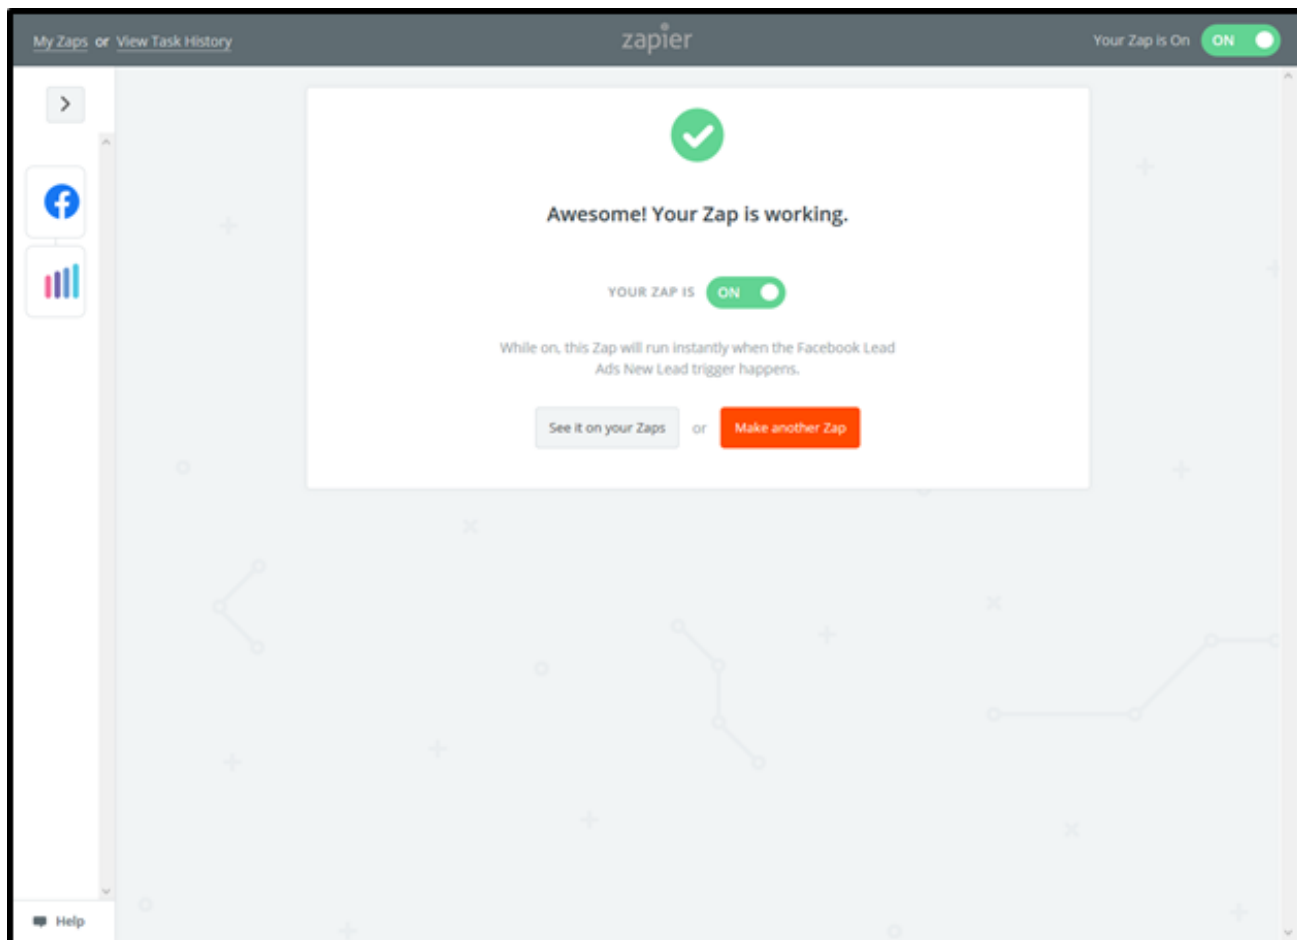 My Zaps or View Task History
zapier
Your Zap is On ON
Awesome! Your Zap is working.
YOUR ZAP IS ON
While on, this Zap will run instantly when the Facebook Lead
Ads New Lead trigger happens.
See it on your Zaps or Make another Zap
Help